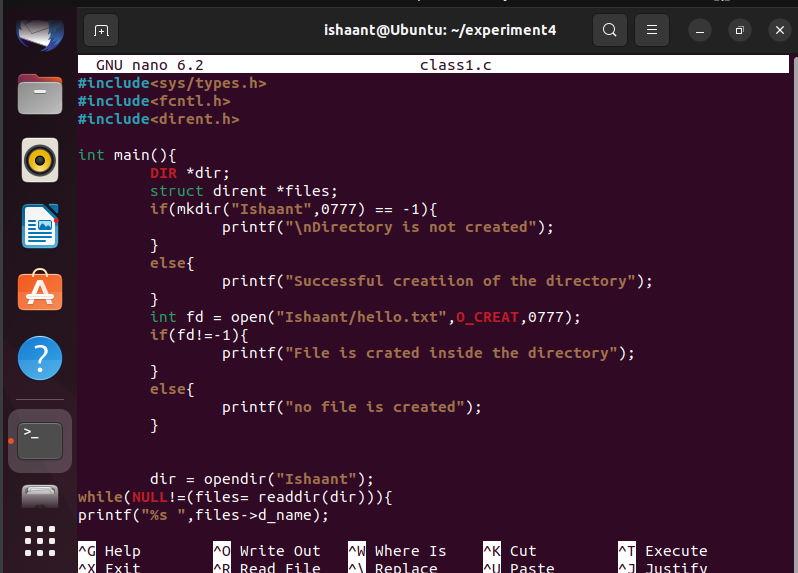 ishaant@Ubuntu: ~/experiment4
GNU nano 6.2 class1.c
#include<sys/types.h>
#include<fcntl.h>
#include<dirent.h>
int main(){
DIR *dir;
struct dirent *files;
if(mkdir("Ishaant",0777) == -1){
printf("\nDirectory is not created");
}
else{
printf("Successful creatiion of the directory");
}
int fd = open("Ishaant/hello.txt",O_CREAT,0777);
if(fd!=-1){
printf("File is crated inside the directory");
}
else{
printf("no file is created");
}
dir = opendir("Ishaant");
while(NULL!=(files= readdir(dir))){
printf("%s ",files->d_name);
^G Help ^O Write Out ^W Where Is ^K Cut ^T Execute
^X Exit ^R Read File ^\ Replace ^U Paste ^J Justify